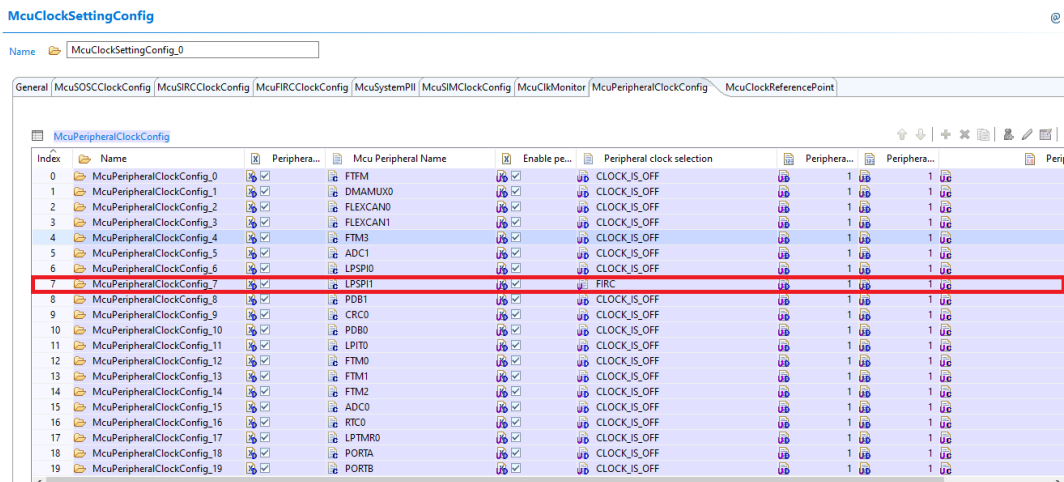 McuClockSettingConfig
Name McuClockSettingConfig_0
General McuSOSCClockConfig McuSIRCClockConfig McuFIRCClockConfig McuSystemPll McuSIMClockConfig McuClkMonitor McuPeripheralClockConfig McuClockReferencePoint
McuPeripheralClockConfig
Index Name Periphera... Mcu Peripheral Name Enable pe... Peripheral clock selection Periphera... Periphera... Perip
0 McuPeripheralClockConfig_0 FTFM CLOCK_IS_OFF 1 1
1 McuPeripheralClockConfig_1 DMAMUX0 CLOCK_IS_OFF 1 1
2 McuPeripheralClockConfig_2 FLEXCAN0 CLOCK_IS_OFF 1 1
3 McuPeripheralClockConfig_3 FLEXCAN1 CLOCK_IS_OFF 1 1
4 McuPeripheralClockConfig_4 FTM3 CLOCK_IS_OFF 1 1
5 McuPeripheralClockConfig_5 ADC1 CLOCK_IS_OFF 1 1
6 McuPeripheralClockConfig_6 LPSPI0 CLOCK_IS_OFF 1 1
7 McuPeripheralClockConfig_7 LPSPI1 FIRC 1 1
8 McuPeripheralClockConfig_8 PDB1 CLOCK_IS_OFF 1 1
9 McuPeripheralClockConfig_9 CRC0 CLOCK_IS_OFF 1 1
10 McuPeripheralClockConfig_10 PDB0 CLOCK_IS_OFF 1 1
11 McuPeripheralClockConfig_11 LPIT0 CLOCK_IS_OFF 1 1
12 McuPeripheralClockConfig_12 FTM0 CLOCK_IS_OFF 1 1
13 McuPeripheralClockConfig_13 FTM1 CLOCK_IS_OFF 1 1
14 McuPeripheralClockConfig_14 FTM2 CLOCK_IS_OFF 1 1
15 McuPeripheralClockConfig_15 ADC0 CLOCK_IS_OFF 1 1
16 McuPeripheralClockConfig_16 RTC0 CLOCK_IS_OFF 1 1
17 McuPeripheralClockConfig_17 LPTMR0 CLOCK_IS_OFF 1 1
18 McuPeripheralClockConfig_18 PORTA CLOCK_IS_OFF 1 1
19 McuPeripheralClockConfig_19 PORTB CLOCK_IS_OFF 1 1